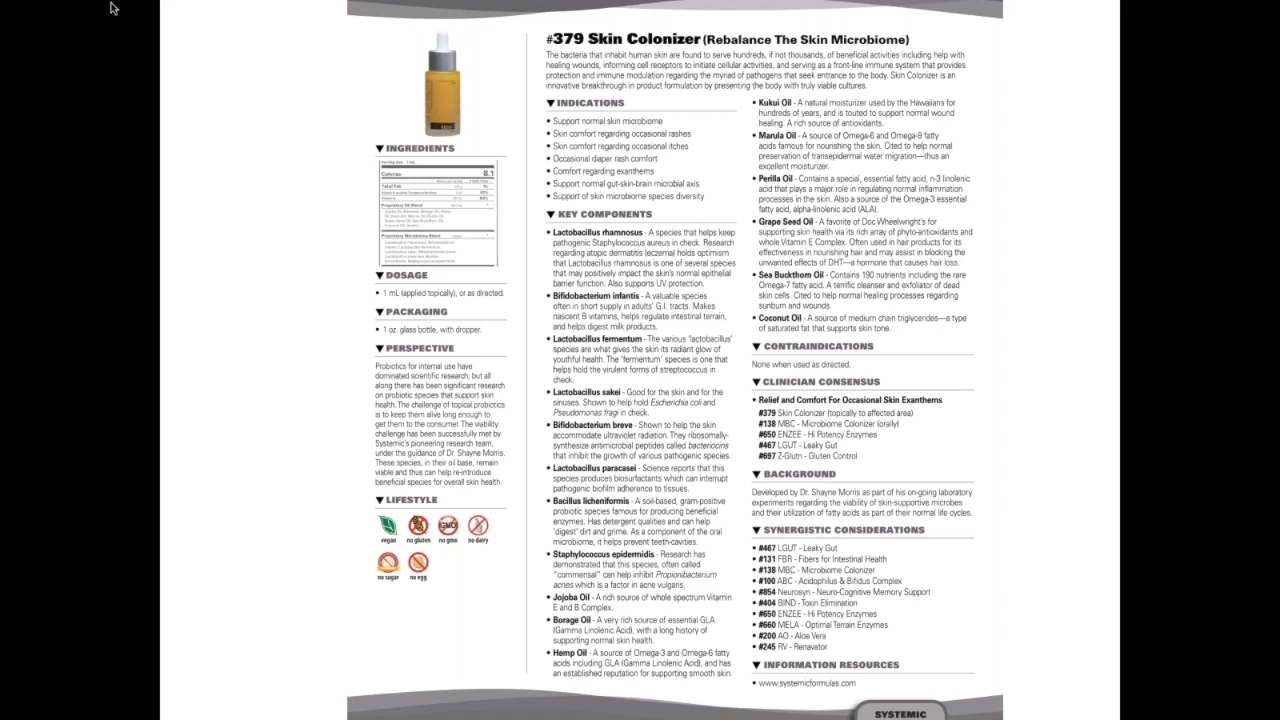 #379 Skin Colonizer (Rebalance The Skin Microbiome)
The bacteria that inhabit human skin are found to serve hundreds, if not thousands, of beneficial activities including help with
healing wounds, informing cell receptors to initiate cellular activities, and serving as a front-line immune system that provides
protection and immune modulation regarding the myriad of pathogens that seek entrance to the body. Skin Colonizer is an
innovative breakthrough in product formulation by presenting the body with truly viable cultures.
▼ INGREDIENTS
Serving size 1 mL
Calories 8.1
Total Fat
Proprietary Oil Blend
Proprietary Microbiome Blend
▼ DOSAGE
• 1 mL (applied topically), or as directed.
▼ PACKAGING
• 1 oz. glass bottle, with dropper.
▼ PERSPECTIVE
Probiotics for internal use have
dominated scientific research; but all
along there has been significant research
on probiotic species that support skin
health. The challenge of topical probiotics
is to keep them alive long enough to
get them to the consumer. The viability
challenge has been successfully met by
Systemic's pioneering research team,
under the guidance of Dr. Shayne Morris.
These species, in their oil base, remain
viable and thus can help re-introduce
beneficial species for overall skin health.
▼ LIFESTYLE
vegan no gluten no gmo no dairy
no sugar no egg
▼ INDICATIONS
• Support normal skin microbiome
• Skin comfort regarding occasional rashes
• Skin comfort regarding occasional itches
• Occasional diaper rash comfort
• Comfort regarding exanthems
• Support normal gut-skin-brain microbial axis
• Support of skin microbiome species diversity
▼ KEY COMPONENTS
• Lactobacillus rhamnosus - A species that helps keep
pathogenic Staphylococcus aureus in check. Research
regarding atopic dermatitis (eczema) holds optimism
that Lactobacillus rhamnosus is one of several species
that may positively impact the skin's normal epithelial
barrier function. Also supports UV protection.
• Bifidobacterium infantis - A valuable species
often in short supply in adults' G.I. tracts. Makes
nascent B vitamins, helps regulate intestinal terrain,
and helps digest milk products.
• Lactobacillus fermentum - The various 'lactobacillus'
species are what gives the skin its radiant glow of
youthful health. The 'fermentum' species is one that
helps hold the virulent forms of streptococcus in
check.
• Lactobacillus sakei - Good for the skin and for the
sinuses. Shown to help hold Escherichia coli and
Pseudomonas fragi in check.
• Bifidobacterium breve - Shown to help the skin
accommodate ultraviolet radiation. They ribosomally-
synthesize antimicrobial peptides called bacteriocins
that inhibit the growth of various pathogenic species.
• Lactobacillus paracasei - Science reports that this
species produces biosurfactants which can interrupt
pathogenic biofilm adherence to tissues.
• Bacillus licheniformis - A soil-based, gram-positive
probiotic species famous for producing beneficial
enzymes. Has detergent qualities and can help
'digest' dirt and grime. As a component of the oral
microbiome, it helps prevent teeth-cavities.
• Staphylococcus epidermidis - Research has
demonstrated that this species, often called
"commensal" can help inhibit Propionibacterium
acnes which is a factor in acne vulgaris.
• Jojoba Oil - A rich source of whole spectrum Vitamin
E and B Complex.
• Borage Oil - A very rich source of essential GLA
(Gamma Linolenic Acid), with a long history of
supporting normal skin health.
• Hemp Oil - A source of Omega-3 and Omega-6 fatty
acids including GLA (Gamma Linolenic Acid), and has
an established reputation for supporting smooth skin.
• Kukui Oil - A natural moisturizer used by the Hawaiians for
hundreds of years, and is touted to support normal wound
healing. A rich source of antioxidants.
• Marula Oil - A source of Omega-6 and Omega-9 fatty
acids famous for nourishing the skin. Cited to help normal
preservation of transepidermal water migration—thus an
excellent moisturizer.
• Perilla Oil - Contains a special, essential fatty acid, n-3 linolenic
acid that plays a major role in regulating normal inflammation
processes in the skin. Also a source of the Omega-3 essential
fatty acid, alpha-linolenic acid (ALA).
• Grape Seed Oil - A favorite of Doc Wheelwright's for
supporting skin health via its rich array of phyto-antioxidants and
whole Vitamin E Complex. Often used in hair products for its
effectiveness in nourishing hair and may assist in blocking the
unwanted effects of DHT—a hormone that causes hair loss.
• Sea Buckthorn Oil - Contains 190 nutrients including the rare
Omega-7 fatty acid. A terrific cleanser and exfoliator of dead
skin cells. Cited to help normal healing processes regarding
sunburn and wounds.
• Coconut Oil - A source of medium chain triglycerides—a type
of saturated fat that supports skin tone.
▼ CONTRAINDICATIONS
None when used as directed.
▼ CLINICIAN CONSENSUS
• Relief and Comfort For Occasional Skin Exanthems
#379 Skin Colonizer (topically to affected area)
#138 MBC - Microbiome Colonizer (orally)
#650 ENZEE - Hi Potency Enzymes
#467 LGUT - Leaky Gut
#697 Z-Glutn - Gluten Control
▼ BACKGROUND
Developed by Dr. Shayne Morris as part of his on-going laboratory
experiments regarding the viability of skin-supportive microbes
and their utilization of fatty acids as part of their normal life cycles.
▼ SYNERGISTIC CONSIDERATIONS
• #467 LGUT - Leaky Gut
• #131 FBR - Fibers for Intestinal Health
• #138 MBC - Microbiome Colonizer
• #100 ABC - Acidophilus & Bifidus Complex
• #854 Neurosyn - Neuro-Cognitive Memory Support
• #404 BIND - Toxin Elimination
• #650 ENZEE - Hi Potency Enzymes
• #660 MELA - Optimal Terrain Enzymes
• #200 AO - Aloe Vera
• #245 RV - Renavator
▼ INFORMATION RESOURCES
• www.systemicformulas.com
SYSTEMIC